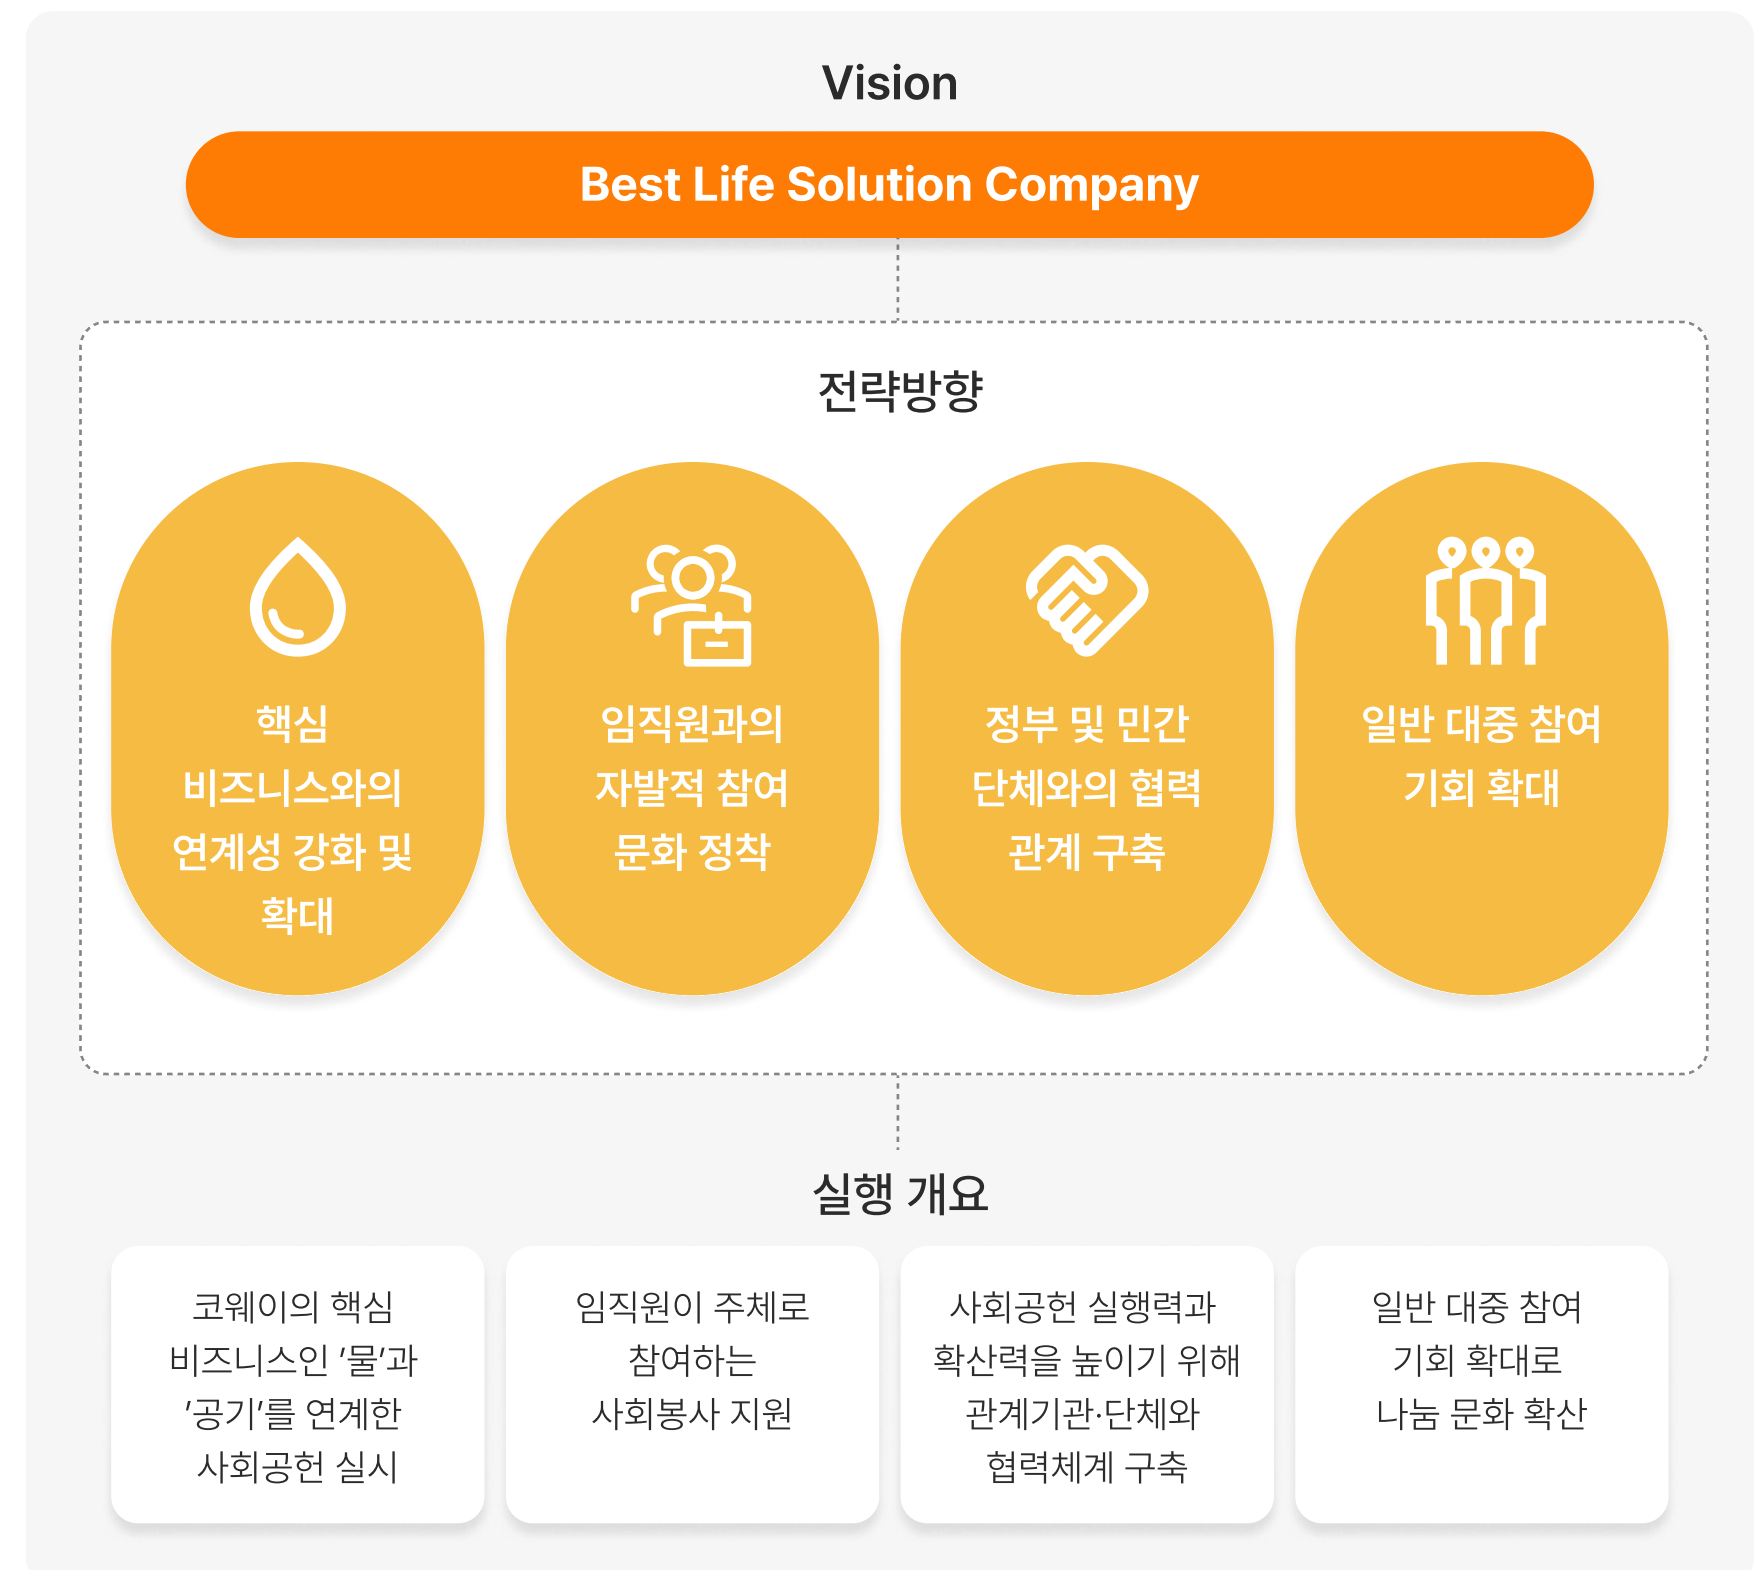 Vision
Best Life Solution Company
전략방향
핵심
비즈니스와의
연계성 강화 및
확대
임직원과의
자발적 참여
문화 정착
정부 및 민간
단체와의 협력
관계 구축
일반 대중 참여
기회 확대
실행 개요
코웨이의 핵심
비즈니스인 ’물’과
’공기’를 연계한
사회공헌 실시
임직원이 주체로
참여하는
사회봉사 지원
사회공헌 실행력과
확산력을 높이기 위해
관계기관·단체와
협력체계 구축
일반 대중 참여
기회 확대로
나눔 문화 확산